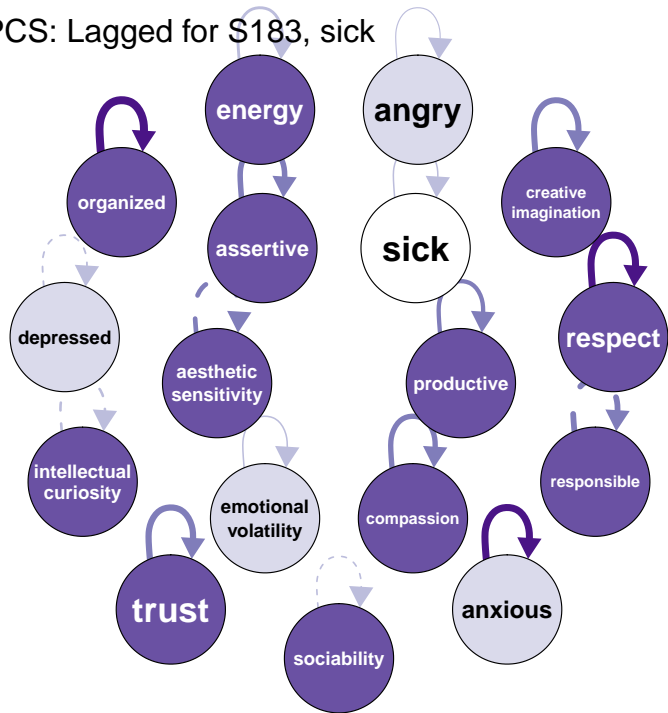 PCS: Lagged for S183, sick
energy
angry
organized
creative
imagination
assertive
sick
depressed
respect
aesthetic
sensitivity
productive
intellectual
curiosity
emotional
volatility
compassion
responsible
trust
anxious
sociability